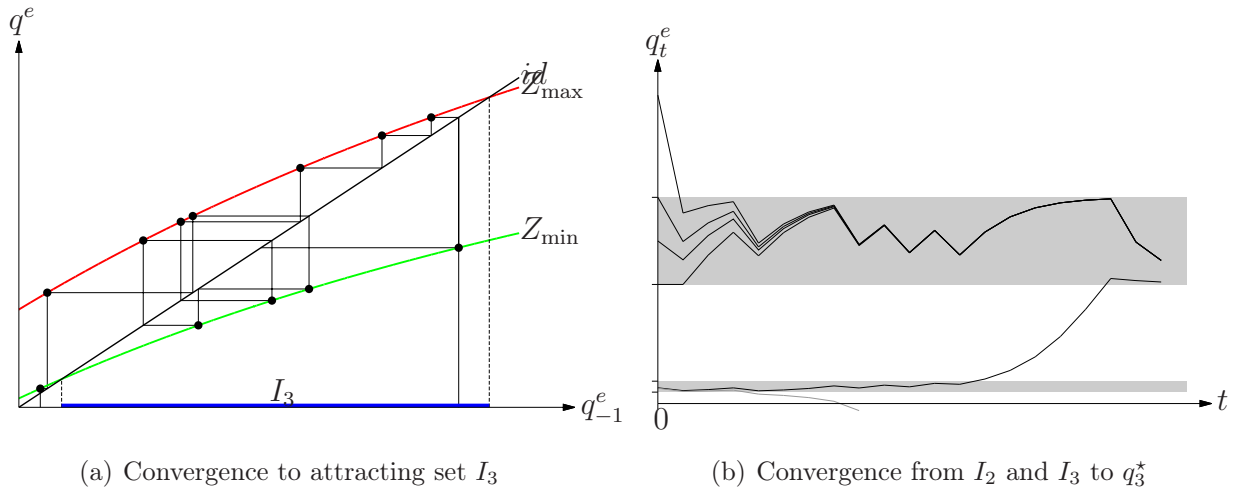 q^e
id
Z_max
Z_min
I_3
q^e_{-1}
(a) Convergence to attracting set I_3
q^e_t
0
t
(b) Convergence from I_2 and I_3 to q^⋆_3